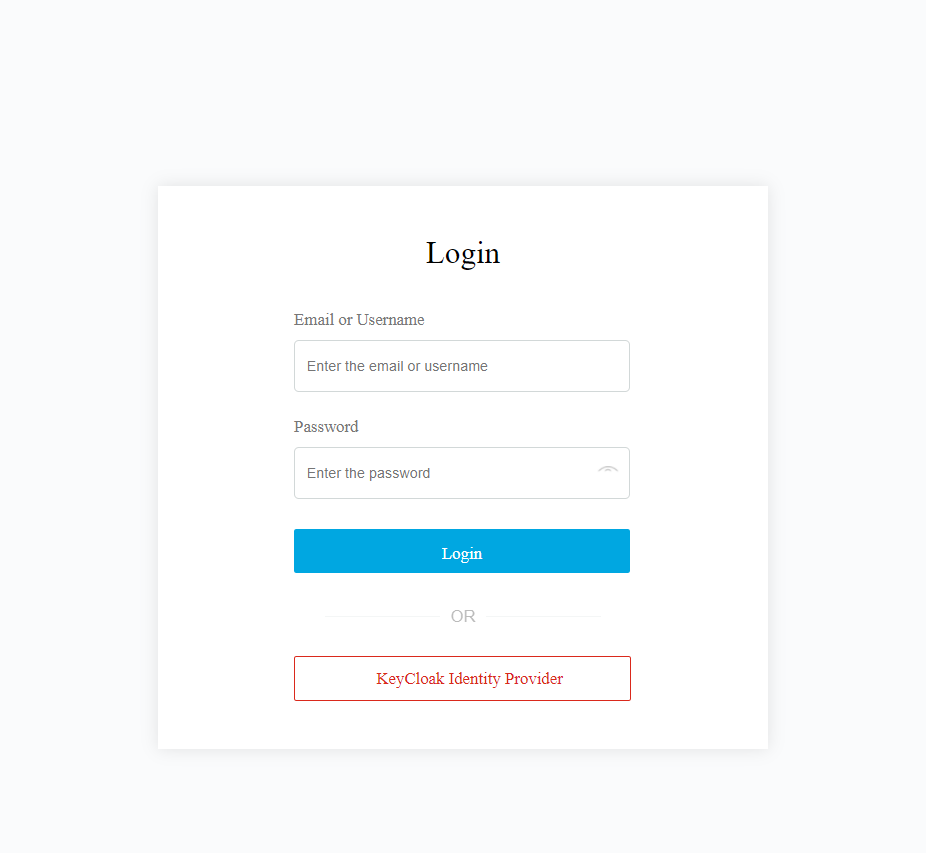 Login
Email or Username
Enter the email or username
Password
Enter the password
Login
OR
KeyCloak Identity Provider